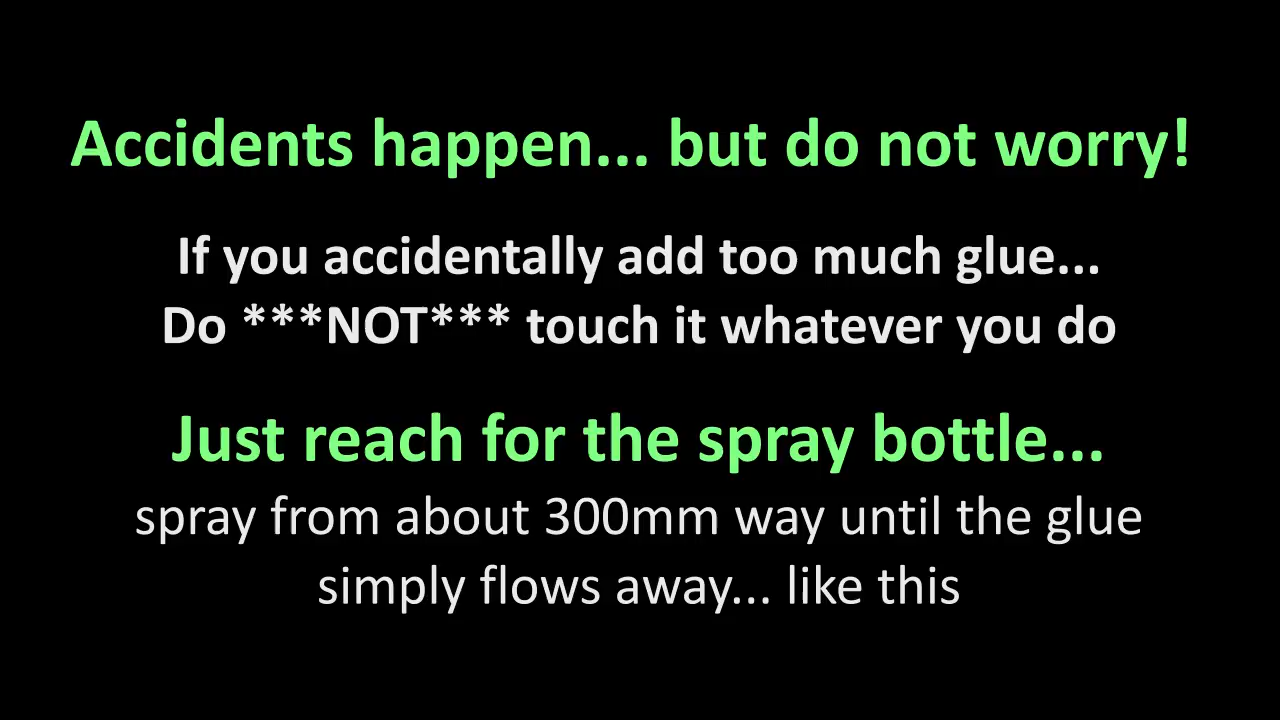 Accidents happen... but do not worry!
If you accidentally add too much glue...
Do ***NOT*** touch it whatever you do
Just reach for the spray bottle...
spray from about 300mm way until the glue
simply flows away... like this